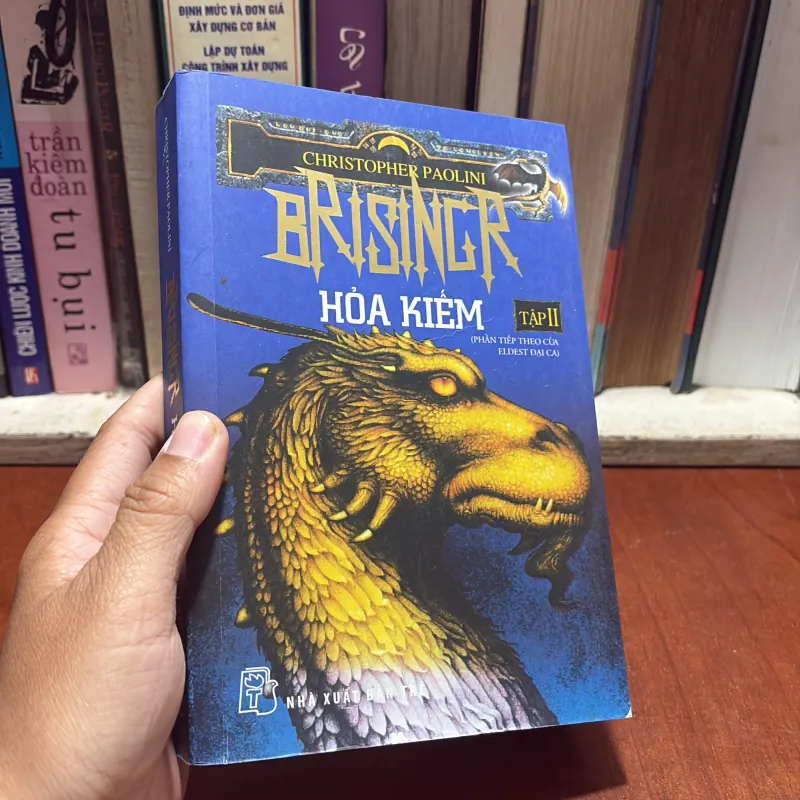 ĐỊNH MỨC VÀ ĐƠN GIÁ
XÂY DỰNG CƠ BẢN
LẬP DỰ TOÁN
CÔNG TRÌNH XÂY DỰNG
trần
kiêm
đoàn
tu bụi
CHIẾN LƯỢC KINH DOANH MỚI
CHRISTOPHER PAOLINI
BRISINGR
HỎA KIẾM
TẬP II
(PHẦN TIẾP THEO CỦA
ELDEST ĐẠI CA)
NHÀ XUẤT BẢN TRẺ